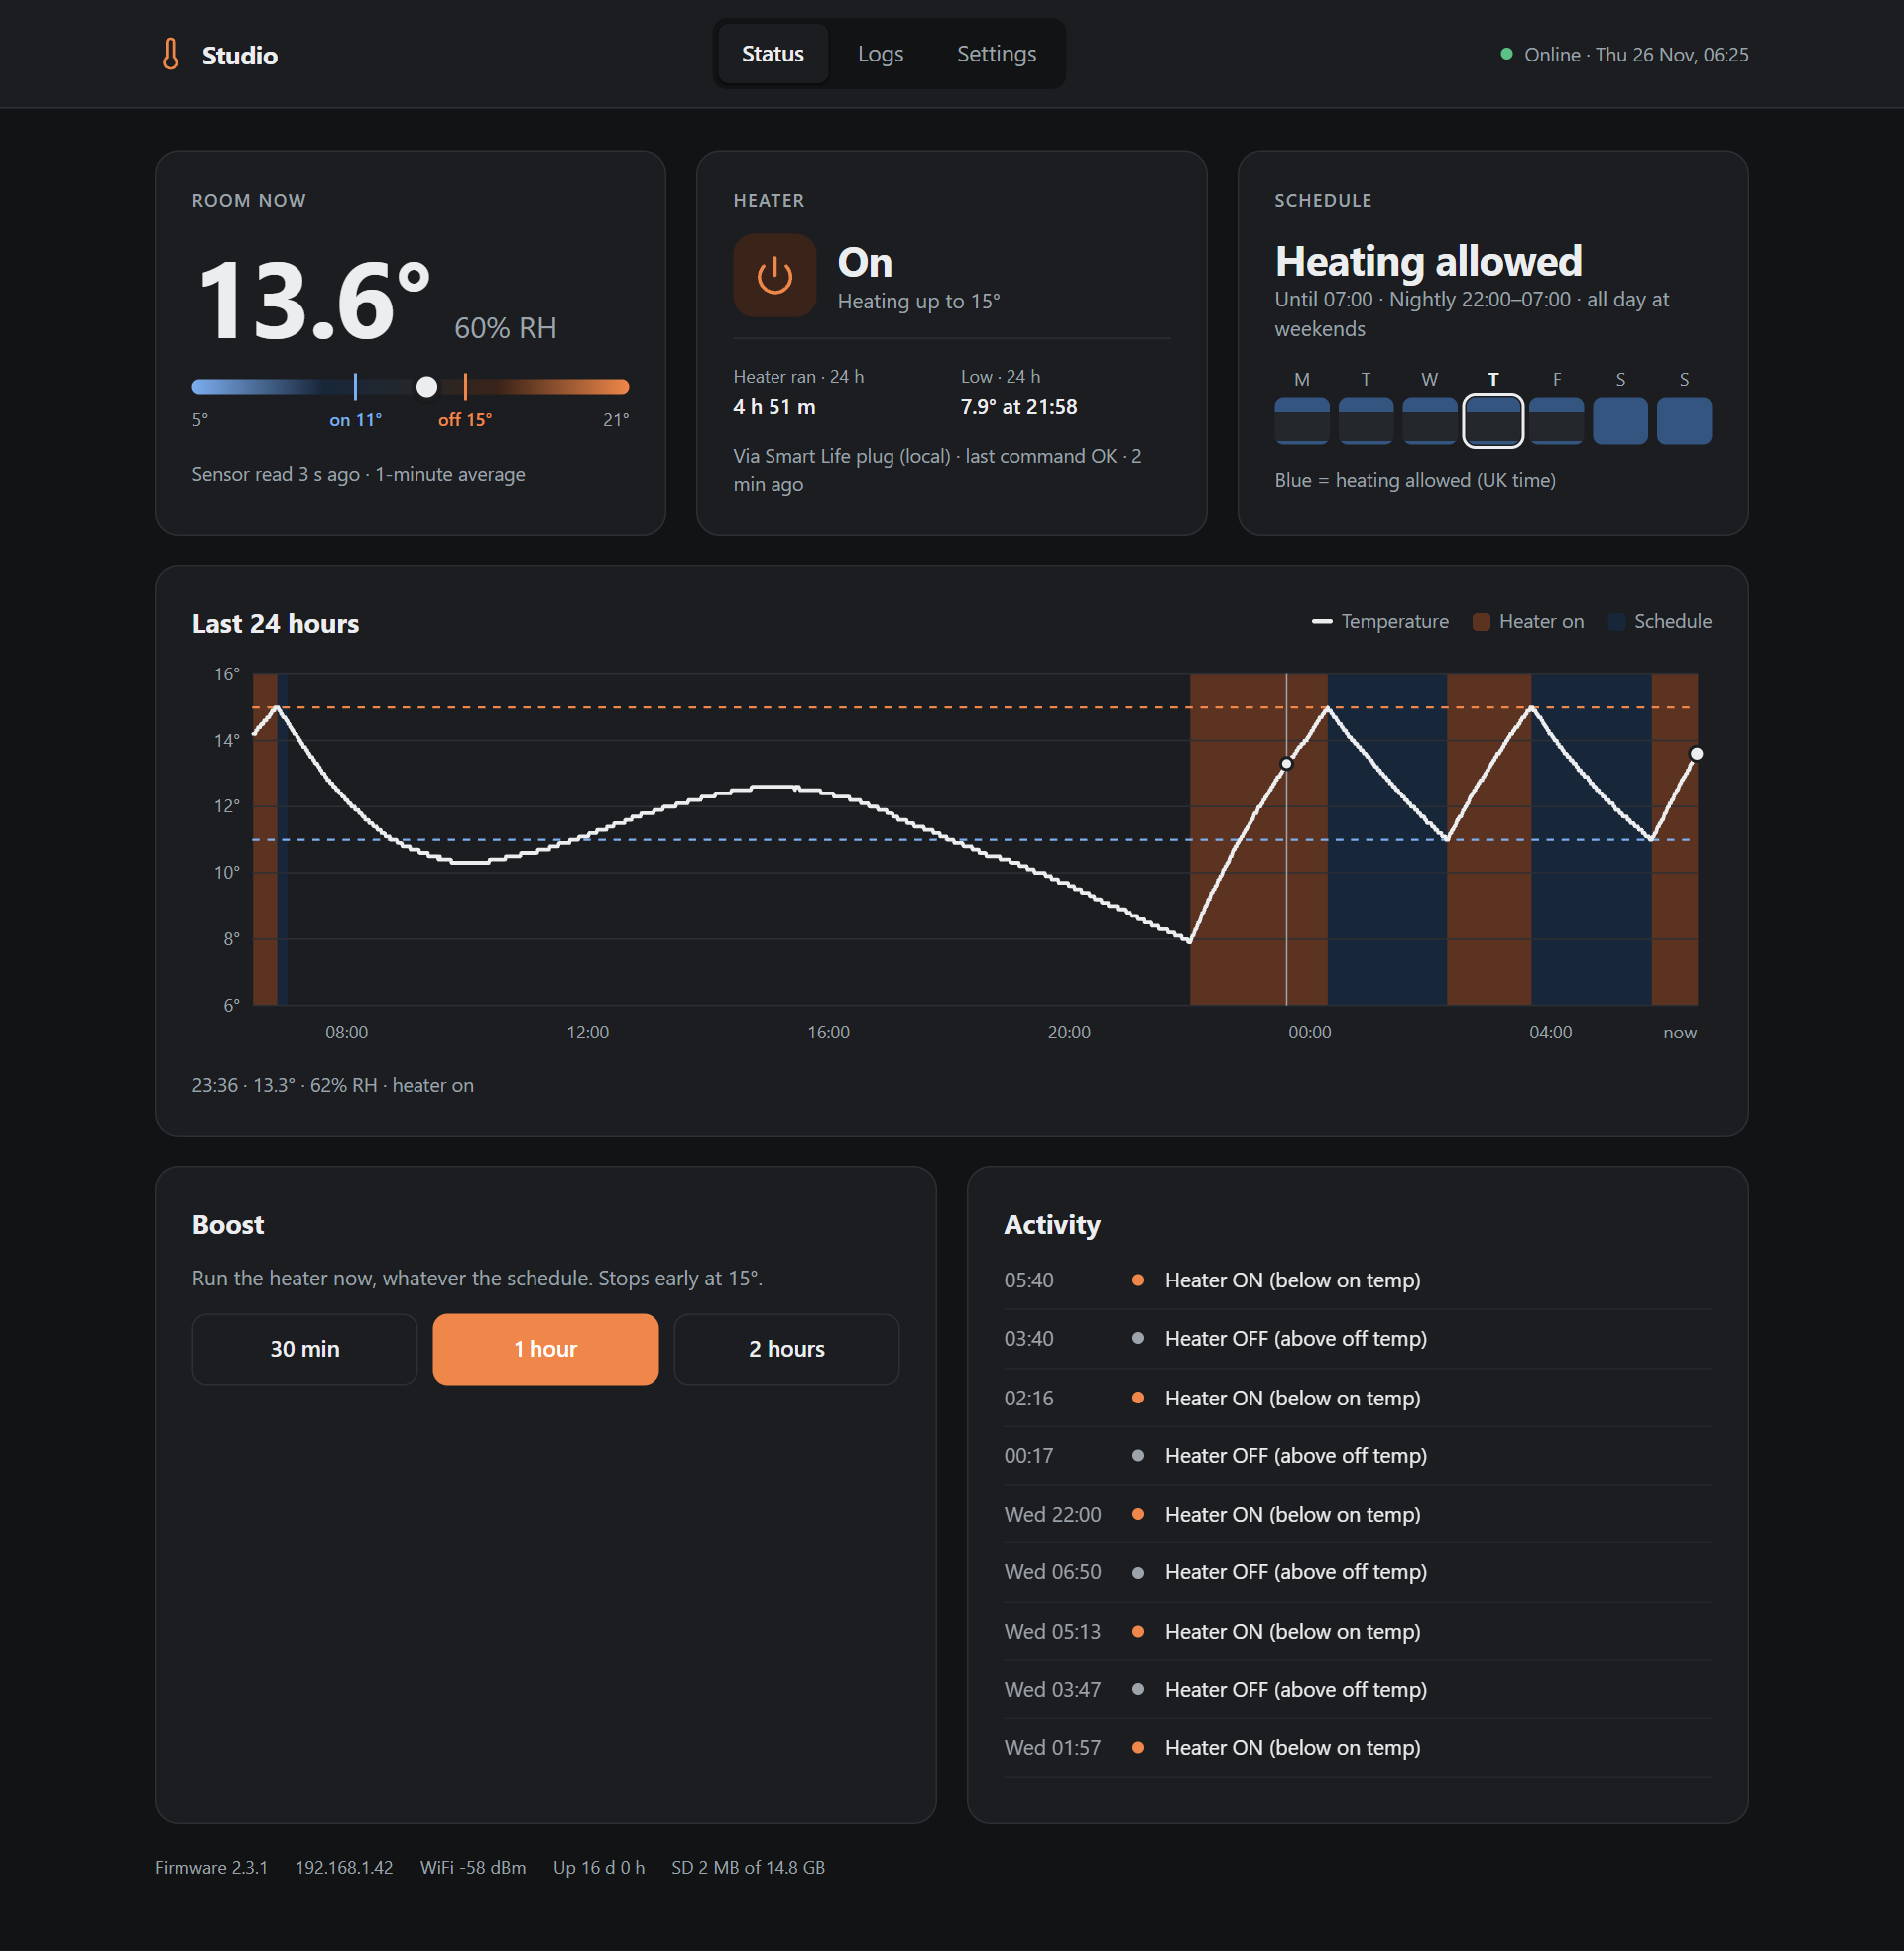 Studio
Status
Logs
Settings
Online · Thu 26 Nov, 06:25
ROOM NOW
13.6° 60% RH
5°
on 11°
off 15°
21°
Sensor read 3 s ago · 1-minute average
HEATER
On
Heating up to 15°
Heater ran · 24 h
4 h 51 m
Low · 24 h
7.9° at 21:58
Via Smart Life plug (local) · last command OK · 2
min ago
SCHEDULE
Heating allowed
Until 07:00 · Nightly 22:00–07:00 · all day at
weekends
M T W T F S S
Blue = heating allowed (UK time)
Last 24 hours
Temperature
Heater on
Schedule
16°
14°
12°
10°
8°
6°
08:00 12:00 16:00 20:00 00:00 04:00 now
23:36 · 13.3° · 62% RH · heater on
Boost
Run the heater now, whatever the schedule. Stops early at 15°.
30 min
1 hour
2 hours
Activity
05:40 Heater ON (below on temp)
03:40 Heater OFF (above off temp)
02:16 Heater ON (below on temp)
00:17 Heater OFF (above off temp)
Wed 22:00 Heater ON (below on temp)
Wed 06:50 Heater OFF (above off temp)
Wed 05:13 Heater ON (below on temp)
Wed 03:47 Heater OFF (above off temp)
Wed 01:57 Heater ON (below on temp)
Firmware 2.3.1 192.168.1.42 WiFi -58 dBm Up 16 d 0 h SD 2 MB of 14.8 GB